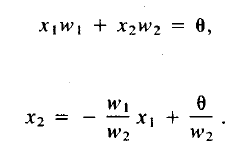 x₁w₁ + x₂w₂ = θ,
x₂ = - w₁/w₂ x₁ + θ/w₂ .